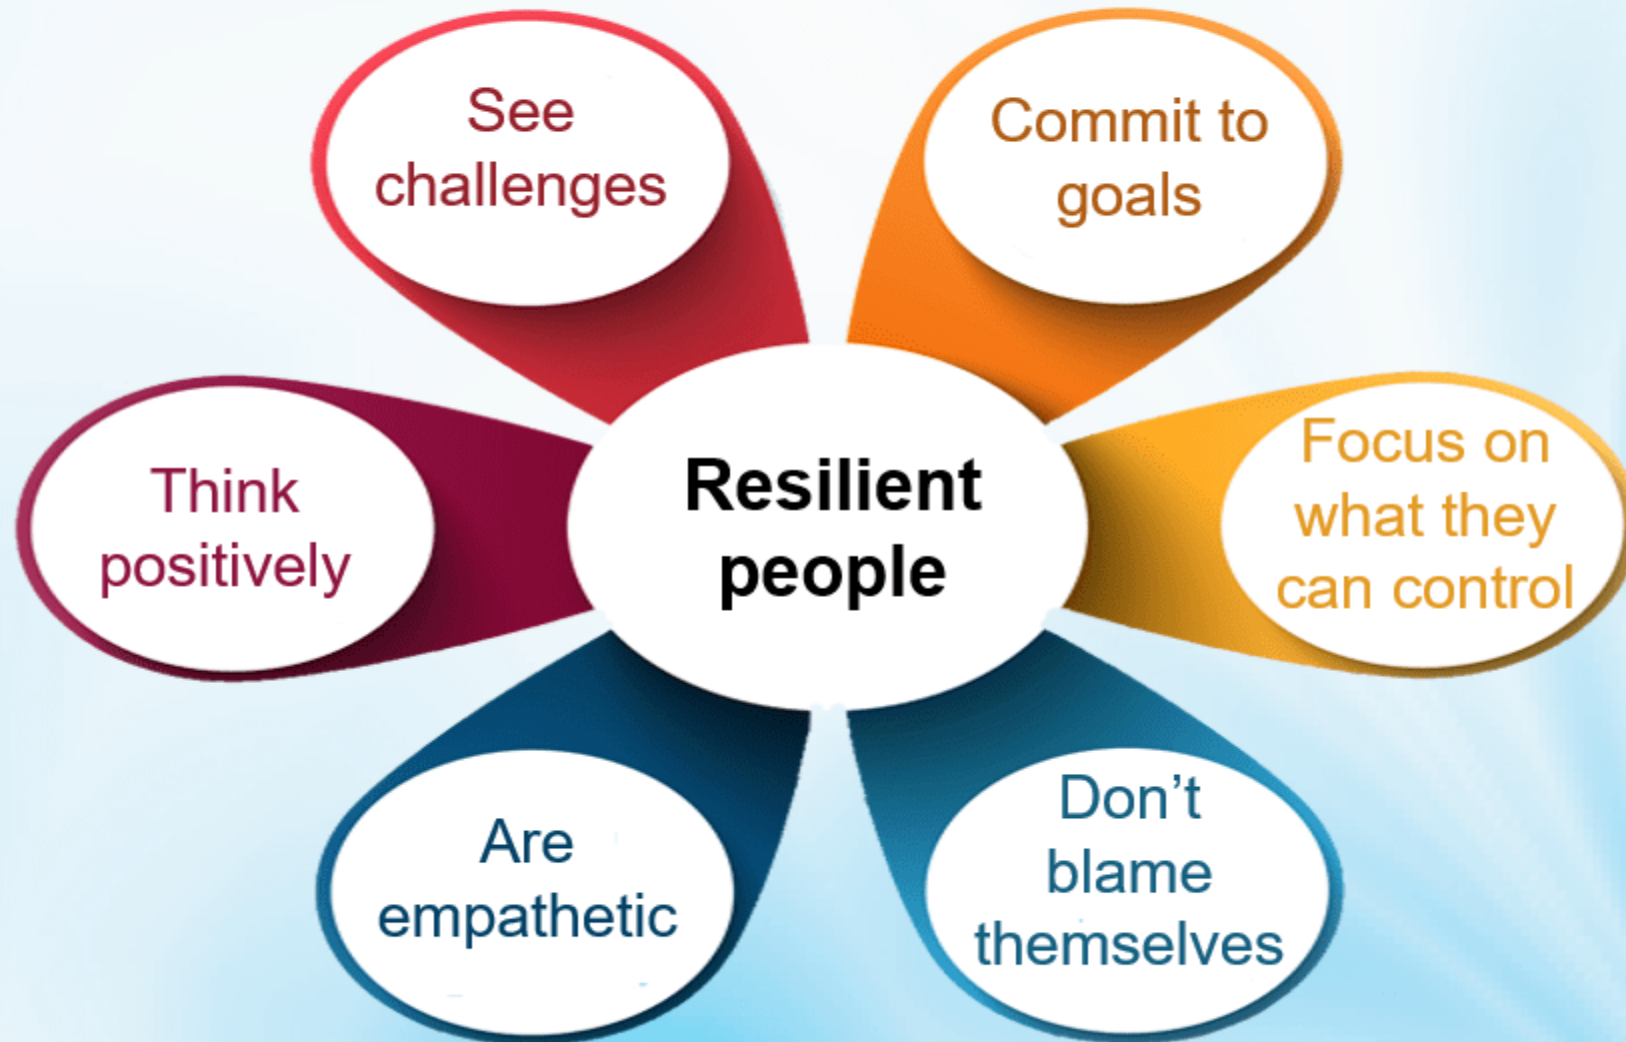 See
challenges
Commit to
goals
Think
positively
Resilient
people
Focus on
what they
can control
Are
empathetic
Don’t
blame
themselves